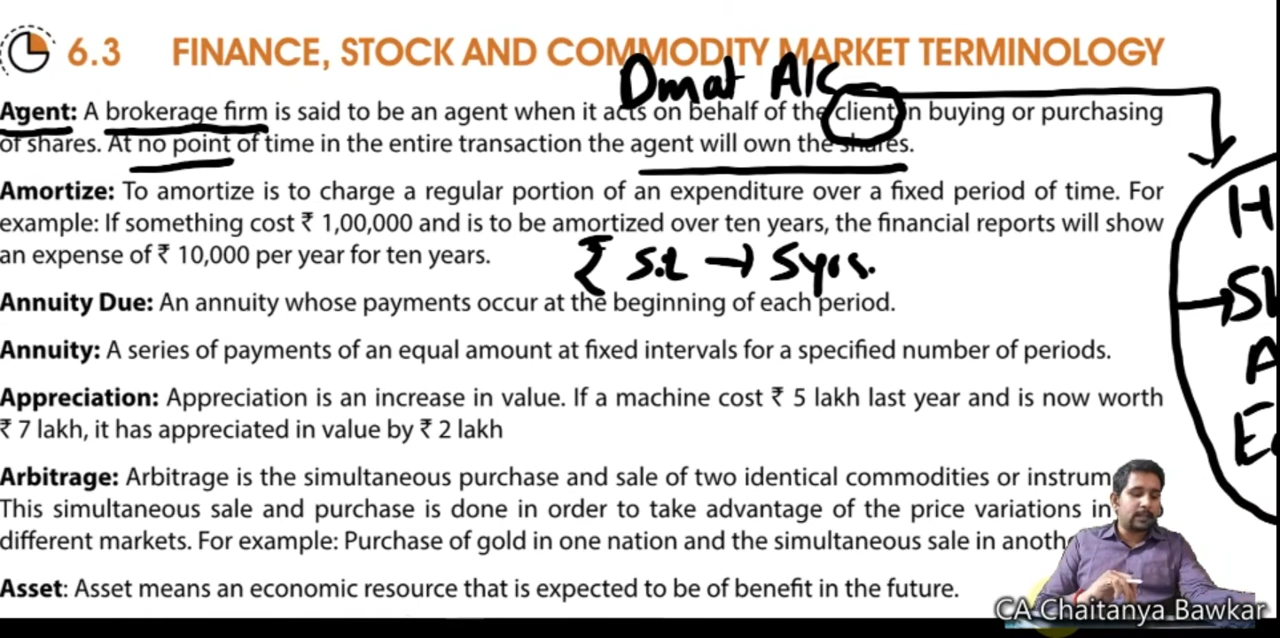 6.3 FINANCE, STOCK AND COMMODITY MARKET TERMINOLOGY
Dmat A/C
Agent: A brokerage firm is said to be an agent when it acts on behalf of the client in buying or purchasing
of shares. At no point of time in the entire transaction the agent will own the shares.
Amortize: To amortize is to charge a regular portion of an expenditure over a fixed period of time. For
example: If something cost ₹ 1,00,000 and is to be amortized over ten years, the financial reports will show
an expense of ₹ 10,000 per year for ten years.
₹ 5L → 5yrs.
Annuity Due: An annuity whose payments occur at the beginning of each period.
Annuity: A series of payments of an equal amount at fixed intervals for a specified number of periods.
Appreciation: Appreciation is an increase in value. If a machine cost ₹ 5 lakh last year and is now worth
₹ 7 lakh, it has appreciated in value by ₹ 2 lakh
Arbitrage: Arbitrage is the simultaneous purchase and sale of two identical commodities or instrum
This simultaneous sale and purchase is done in order to take advantage of the price variations in
different markets. For example: Purchase of gold in one nation and the simultaneous sale in anoth
Asset: Asset means an economic resource that is expected to be of benefit in the future.
CA Chaitanya Bawkar